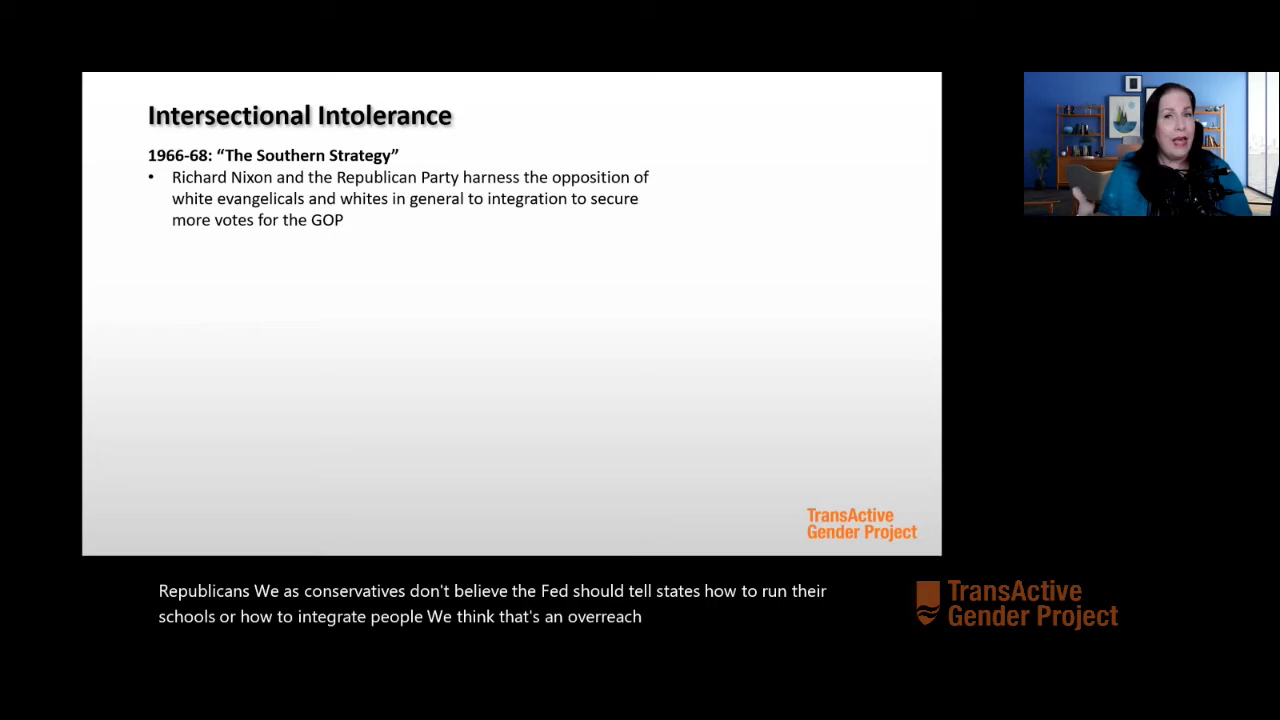 Intersectional Intolerance
1966-68: “The Southern Strategy”
• Richard Nixon and the Republican Party harness the opposition of
white evangelicals and whites in general to integration to secure
more votes for the GOP
TransActive
Gender Project
Republicans We as conservatives don't believe the Fed should tell states how to run their
schools or how to integrate people We think that's an overreach
TransActive
Gender Project